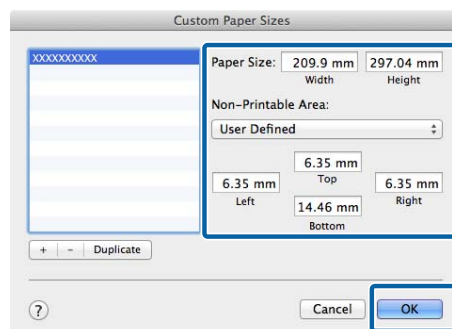 Custom Paper Sizes
XXXXXXXXXX
Paper Size: 209.9 mm 297.04 mm
Width Height
Non-Printable Area:
User Defined
6.35 mm
Top
6.35 mm 6.35 mm
Left Right
14.46 mm
Bottom
+ - Duplicate
? Cancel OK